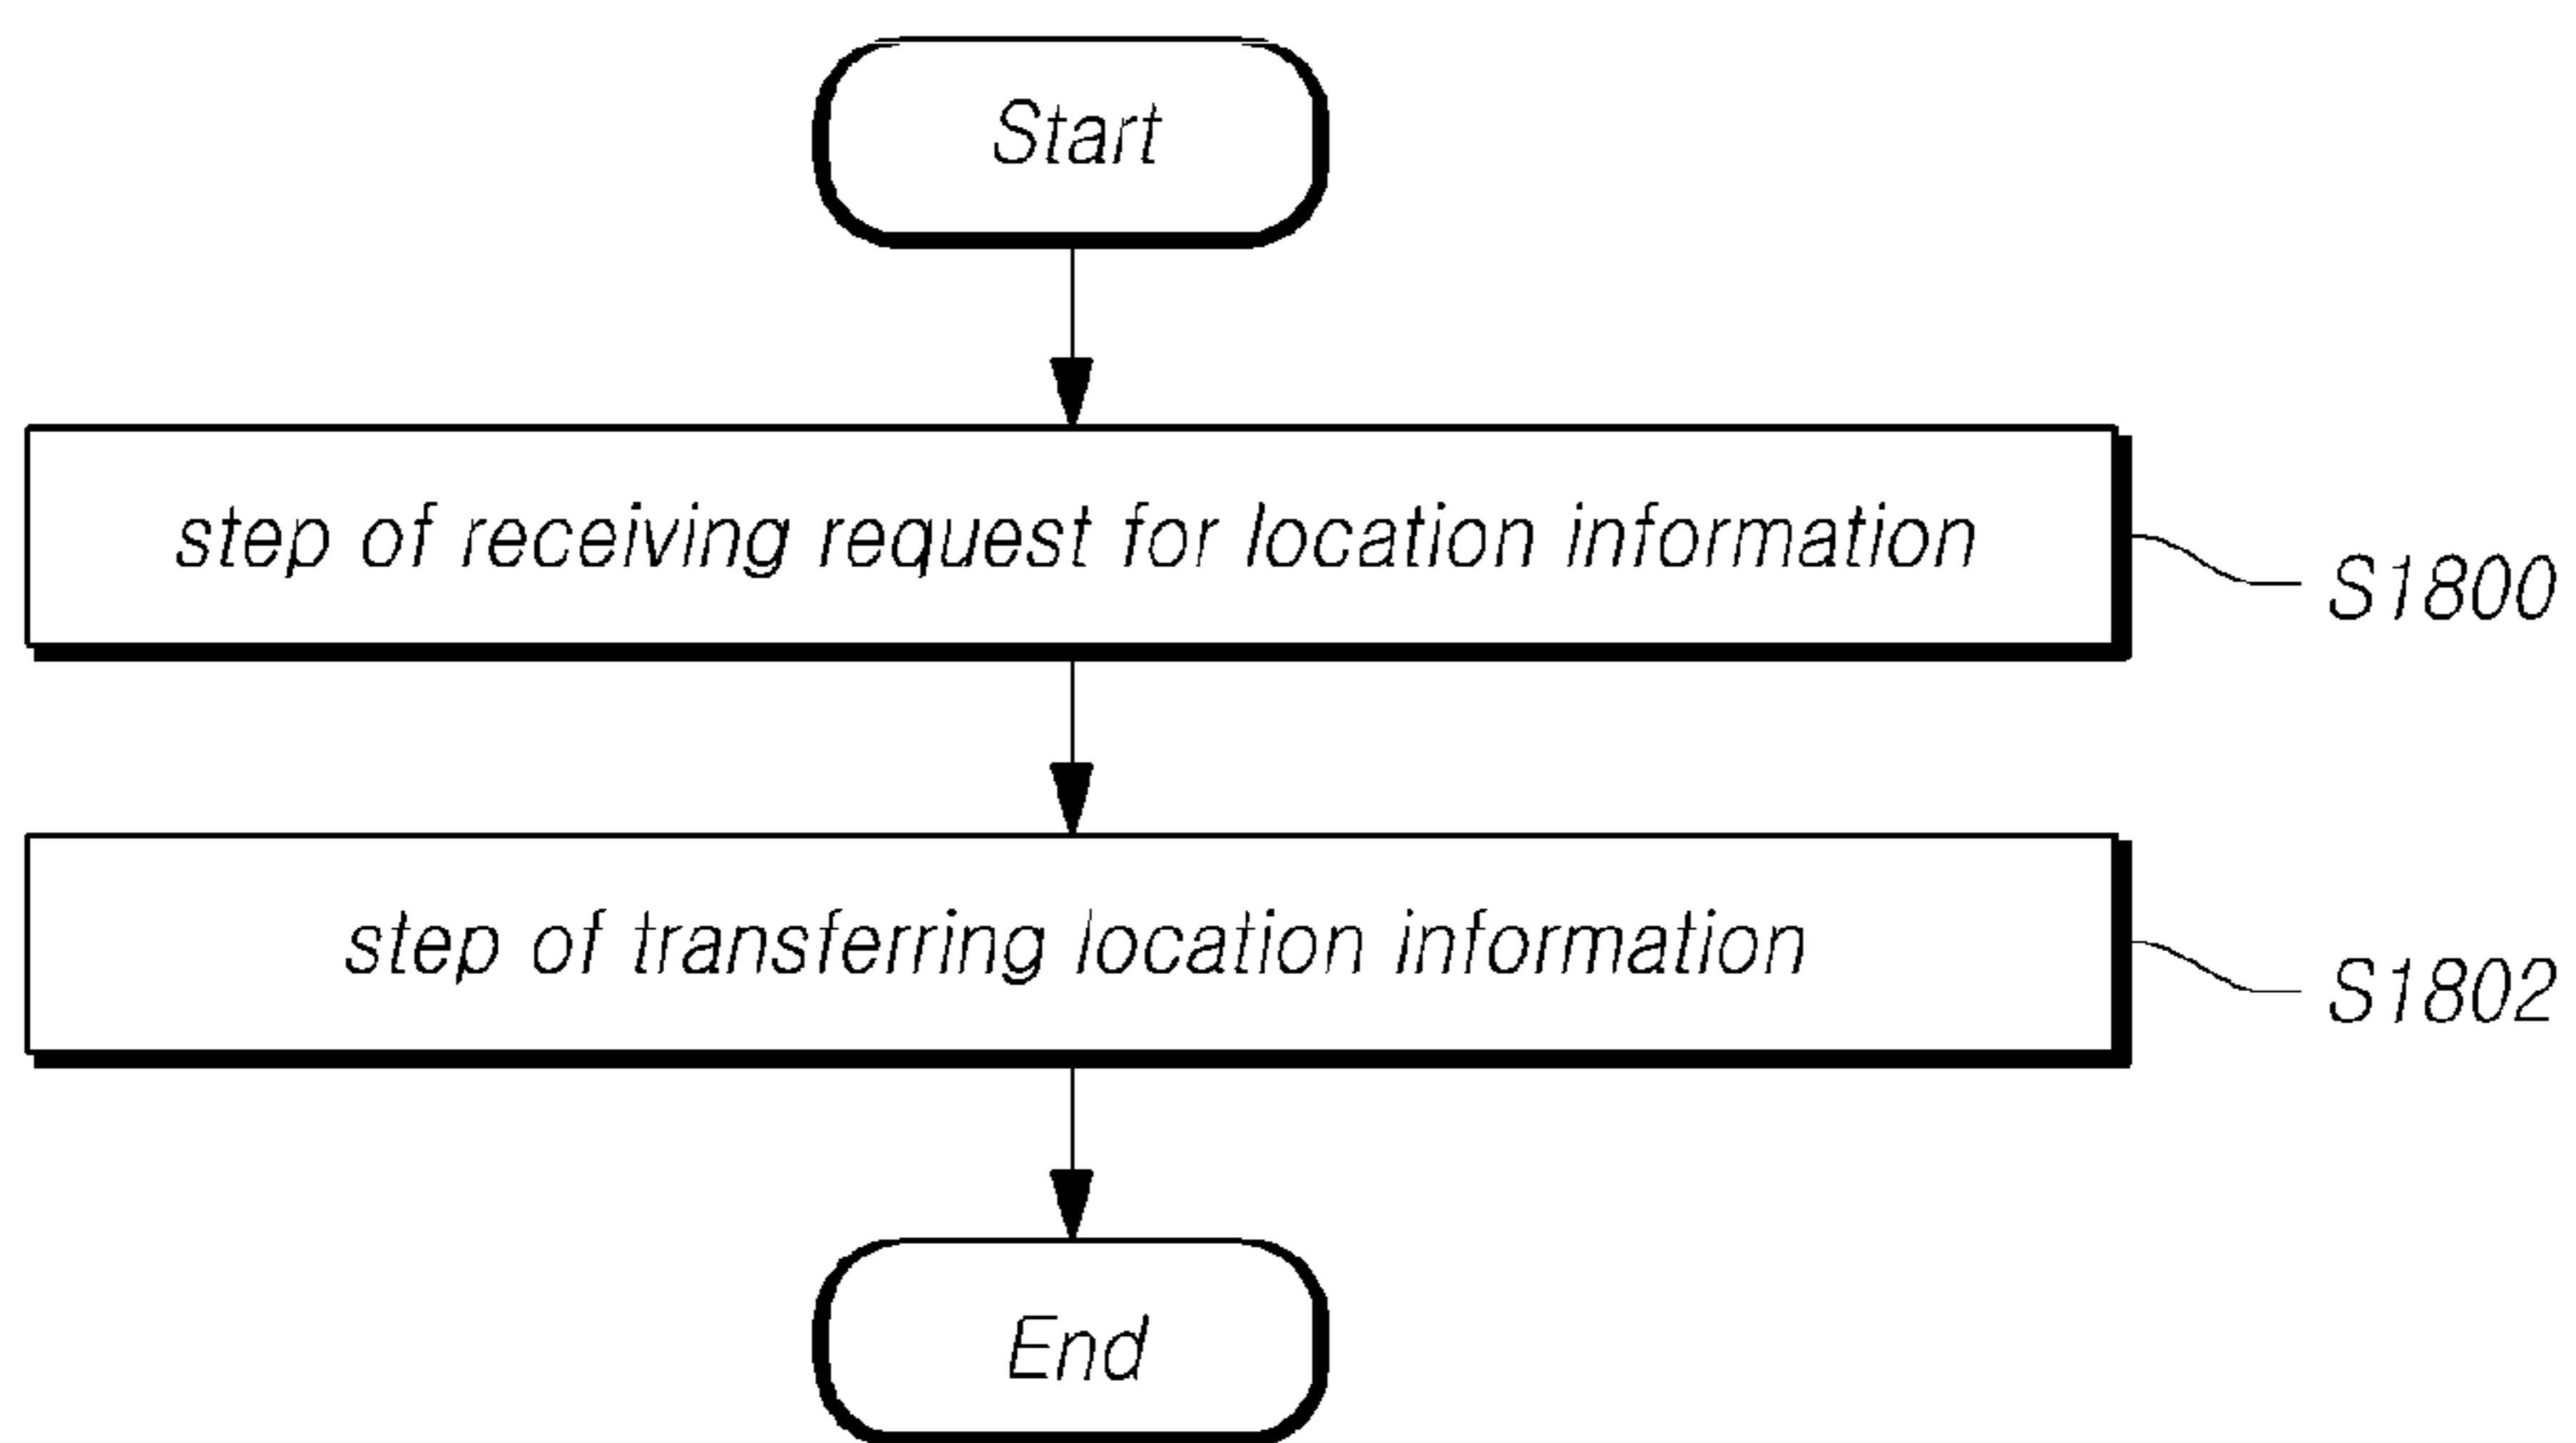 Start
step of receiving request for location information
S1800
step of transferring location information
S1802
End